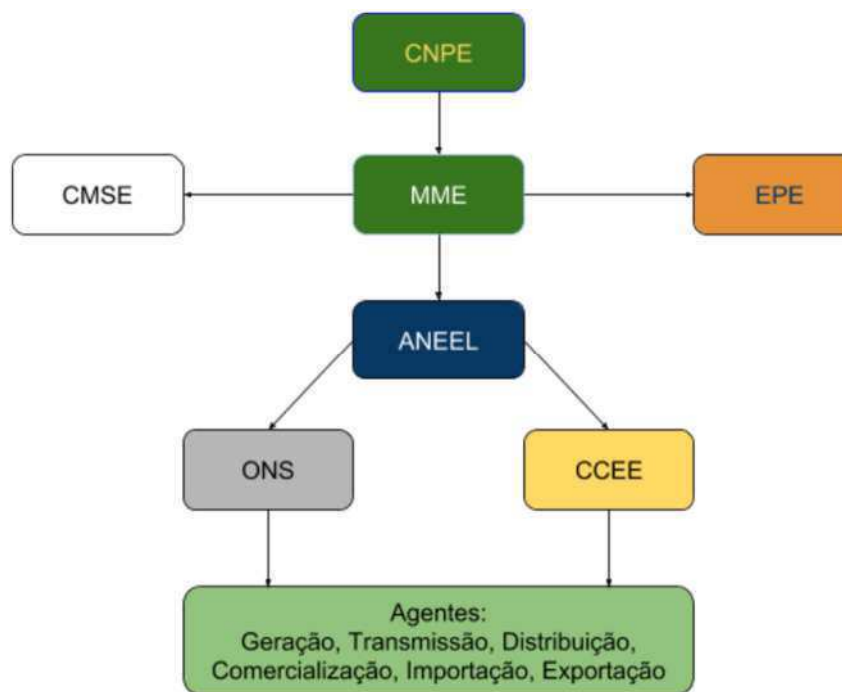 CNPE
CMSE
MME
EPE
ANEEL
ONS
CCEE
Agentes:
Geração, Transmissão, Distribuição,
Comercialização, Importação, Exportação